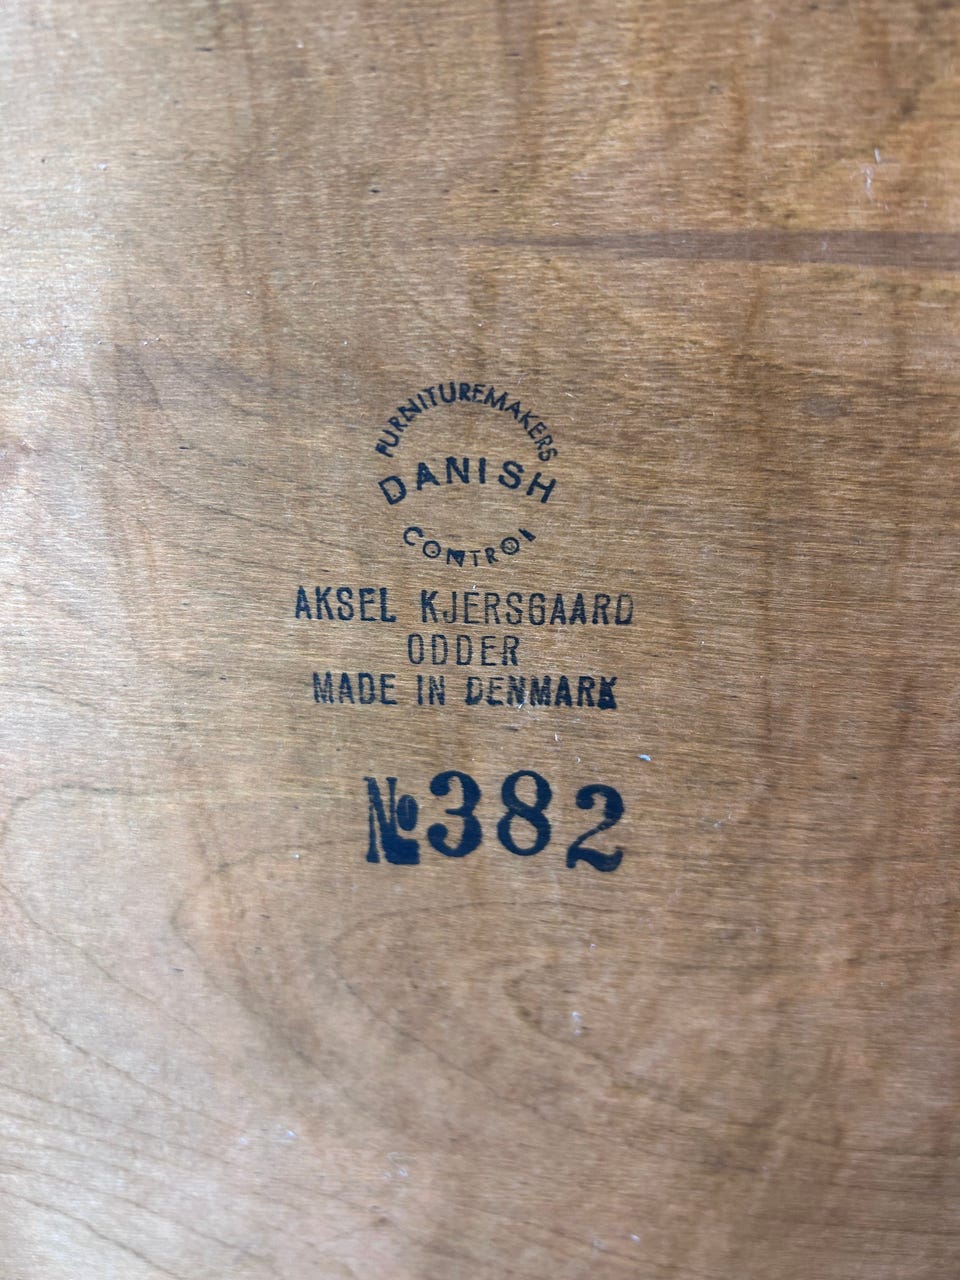 FURNITUREMAKERS
DANISH
CONTROL
AKSEL KJERSGAARD
ODDER
MADE IN DENMARK
№382